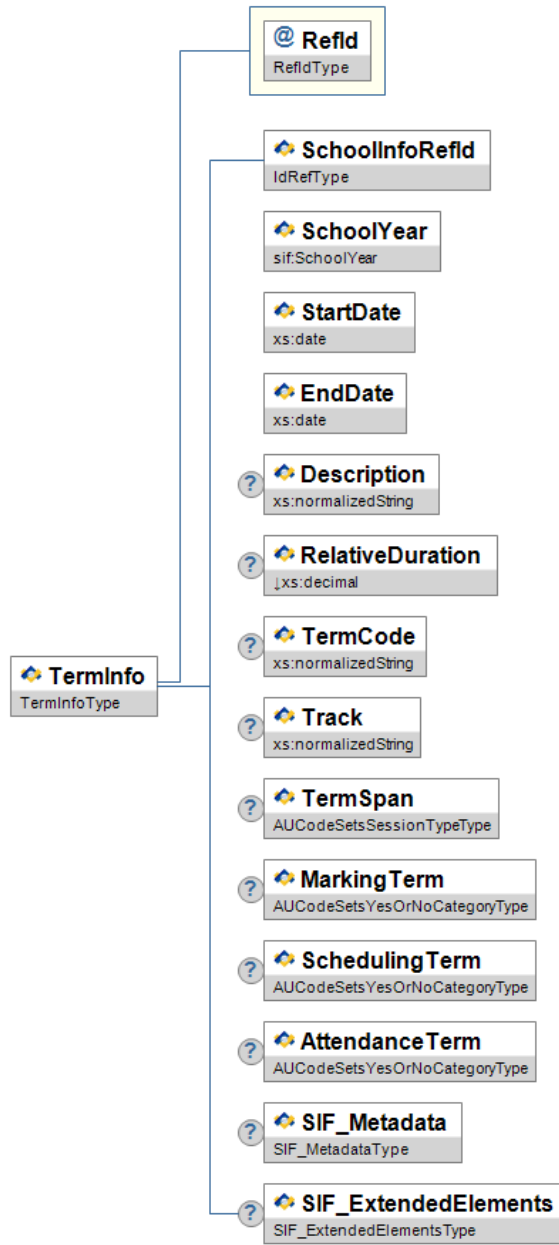 @ RefId
RefIdType
SchoolInfoRefId
IdRefType
SchoolYear
sif:SchoolYear
StartDate
xs:date
EndDate
xs:date
? Description
xs:normalizedString
? RelativeDuration
↓xs:decimal
? TermCode
xs:normalizedString
TermInfo
TermInfoType
? Track
xs:normalizedString
? TermSpan
AUCodeSetsSessionTypeType
? MarkingTerm
AUCodeSetsYesOrNoCategoryType
? SchedulingTerm
AUCodeSetsYesOrNoCategoryType
? AttendanceTerm
AUCodeSetsYesOrNoCategoryType
? SIF_Metadata
SIF_MetadataType
? SIF_ExtendedElements
SIF_ExtendedElementsType